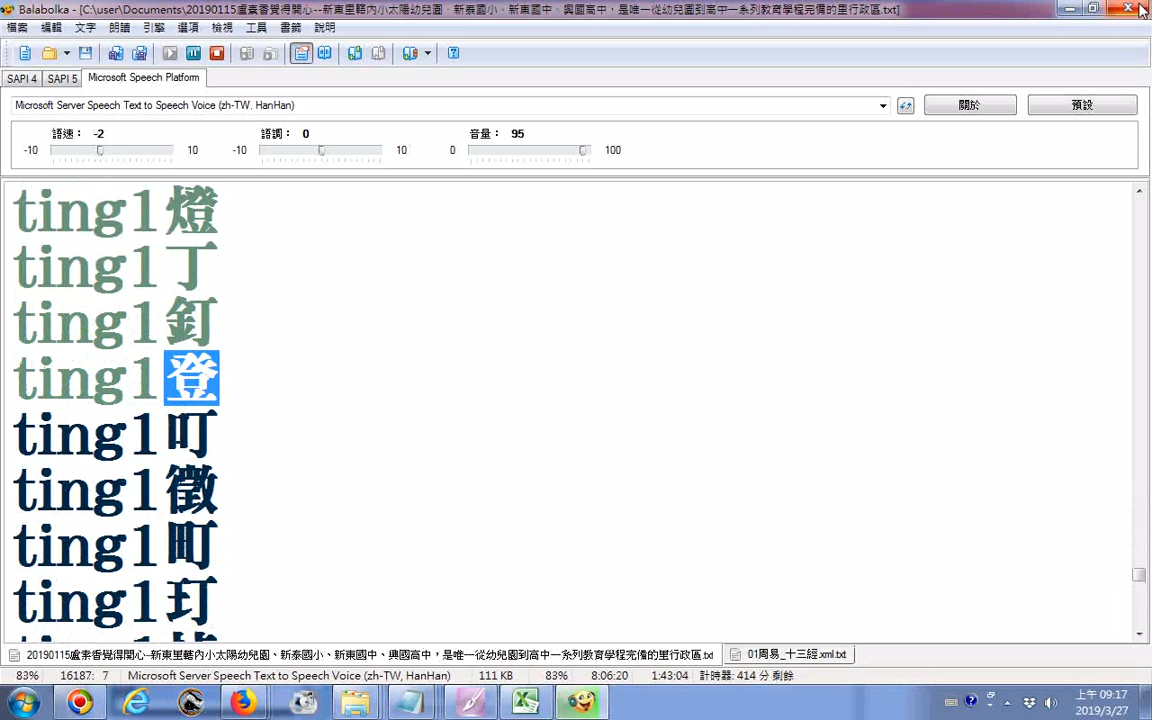 Balabolka - [C:\user\Documents\20190115盧素香覺得開心--新東里轄內小太陽幼兒園、新泰國小、新東國中、興國高中，是唯一從幼兒園到高中一系列教育學程完備的里行政區.txt]
檔案 編輯 文字 朗讀 引擎 選項 檢視 工具 書籤 說明
SAPI 4 SAPI 5 Microsoft Speech Platform
Microsoft Server Speech Text to Speech Voice (zh-TW, HanHan) 關於 預設
語速： -2 語調： 0 音量： 95
-10 10 -10 10 0 100
ting1燈
ting1丁
ting1釘
ting1登
ting1叮
ting1徵
ting1町
ting1玎
20190115盧素香覺得開心--新東里轄內小太陽幼兒園、新泰國小、新東國中、興國高中，是唯一從幼兒園到高中一系列教育學程完備的里行政區.txt 01周易_十三經.xml.txt
83% 16187: 7 Microsoft Server Speech Text to Speech Voice (zh-TW, HanHan) 111 KB 83% 8:06:20 1:43:04 計時器: 414 分 剩餘
上午 09:17
2019/3/27